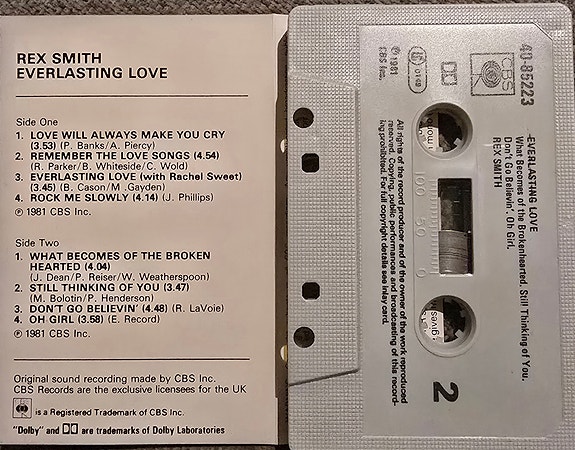 REX SMITH
EVERLASTING LOVE
Side One
1. LOVE WILL ALWAYS MAKE YOU CRY
(3.53) (P. Banks/A. Piercy)
2. REMEMBER THE LOVE SONGS (4.54)
(R. Parker/B. Whiteside/C. Wold)
3. EVERLASTING LOVE (with Rachel Sweet)
(3.45) (B. Cason/M .Gayden)
4. ROCK ME SLOWLY (4.14) (J. Phillips)
℗ 1981 CBS Inc.
Side Two
1. WHAT BECOMES OF THE BROKEN
HEARTED (4.04)
(J. Dean/P. Reiser/W. Weatherspoon)
2. STILL THINKING OF YOU (3.47)
(M. Bolotin/P. Henderson)
3. DON'T GO BELIEVIN' (4.48) (R. LaVoie)
4. OH GIRL (3.58) (E. Record)
℗ 1981 CBS Inc.
Original sound recording made by CBS Inc.
CBS Records are the exclusive licensees for the UK
is a Registered Trademark of CBS Inc.
"Dolby" and are trademarks of Dolby Laboratories
CBS
40-85223
-EVERLASTING LOVE
What Becomes of the Brokenhearted. Still Thinking of You.
Don't Go Believin'. Oh Girl.
REX SMITH
℗ 1981
CBS Inc.
0149
All rights of the record producer and of the owner of the work reproduced
reserved. Copying, public performances and broadcasting of this record-
ing prohibited. For full copyright details see inlay card.
100 50 0
gives
2